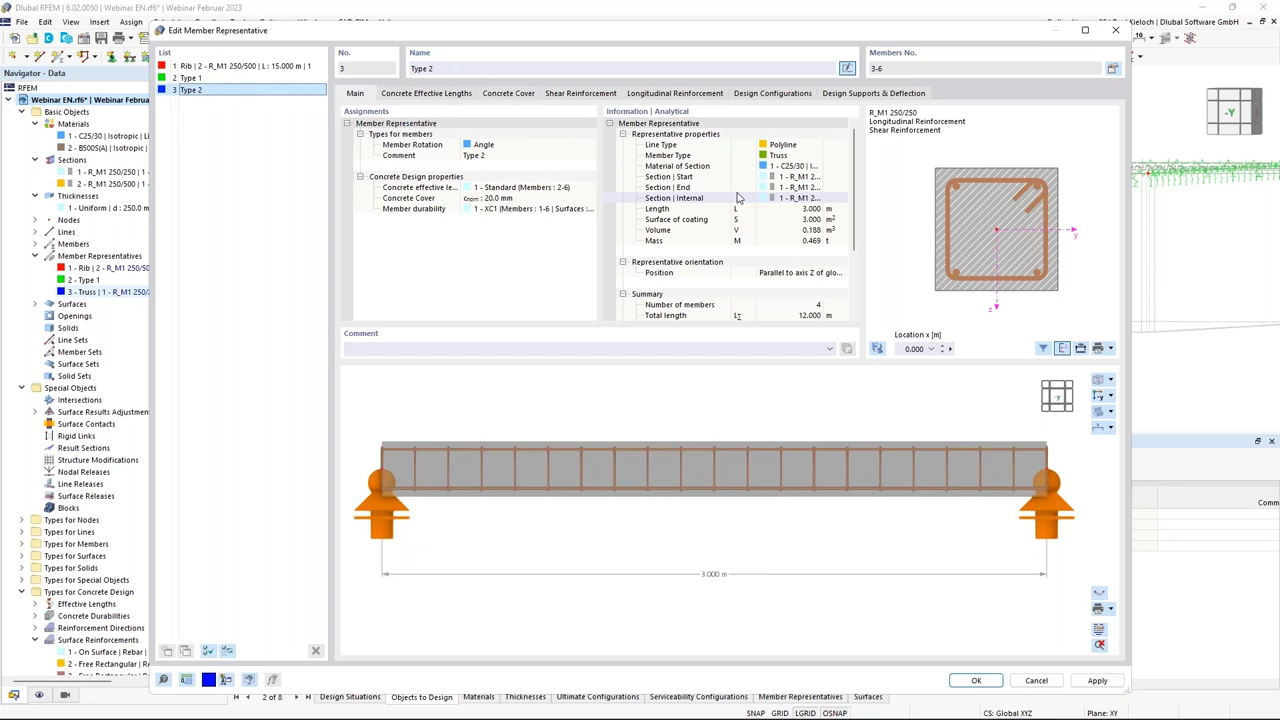 Dlubal RFEM | 6.02.0050 | Webinar EN.rf6* | Webinar Februar 2023
File Edit View Insert Assign
Kieloch | Dlubal Software GmbH
Navigator - Data
RFEM
Webinar EN.rf6* | Webinar Februa
Basic Objects
Materials
1 - C25/30 | Isotropic | Li
2 - B500S(A) | Isotropic |
Sections
1 - R_M1 250/250 | 1 -
2 - R_M1 250/500 | 1 -
Thicknesses
1 - Uniform | d : 250.0 m
Nodes
Lines
Members
Member Representatives
1 - Rib | 2 - R_M1 250/50
2 - Type 1
3 - Truss | 1 - R_M1 250/
Surfaces
Openings
Solids
Line Sets
Member Sets
Surface Sets
Solid Sets
Special Objects
Intersections
Surface Results Adjustmen
Surface Contacts
Rigid Links
Result Sections
Structure Modifications
Nodal Releases
Line Releases
Surface Releases
Blocks
Types for Nodes
Types for Lines
Types for Members
Types for Surfaces
Types for Solids
Types for Special Objects
Types for Concrete Design
Effective Lengths
Concrete Durabilities
Reinforcement Directions
Surface Reinforcements
1 - On Surface | Rebar |
2 - Free Rectangular | Re
3 - Free Rectangular | Re
Edit Member Representative
List
1 Rib | 2 - R_M1 250/500 | L : 15.000 m | 1
2 Type 1
3 Type 2
No.
3
Name
Type 2
Members No.
3-6
Main Concrete Effective Lengths Concrete Cover Shear Reinforcement Longitudinal Reinforcement Design Configurations Design Supports & Deflection
Assignments
Member Representative
Types for members
Member Rotation Angle
Comment Type 2
Concrete Design properties
Concrete effective le... 1 - Standard (Members : 2-6)
Concrete Cover cnom : 20.0 mm
Member durability 1 - XC1 (Members : 1-6 | Surfaces :...
Information | Analytical
Member Representative
Representative properties
Line Type Polyline
Member Type Truss
Material of Section 1 - C25/30 | I...
Section | Start 1 - R_M1 2...
Section | End 1 - R_M1 2...
Section | Internal 1 - R_M1 2...
Length L 3.000 m
Surface of coating S 3.000 m2
Volume V 0.188 m3
Mass M 0.469 t
Representative orientation
Position Parallel to axis Z of glo...
Summary
Number of members 4
Total length LΣ 12.000 m
R_M1 250/250
Longitudinal Reinforcement
Shear Reinforcement
y
z
Location x [m]
0.000
Comment
-Y
-y
3.000 m
Comm
OK Cancel Apply
2 of 8 Design Situations Objects to Design Materials Thicknesses Ultimate Configurations Serviceability Configurations Member Representatives Surfaces
SNAP GRID LGRID OSNAP CS: Global XYZ Plane: XY